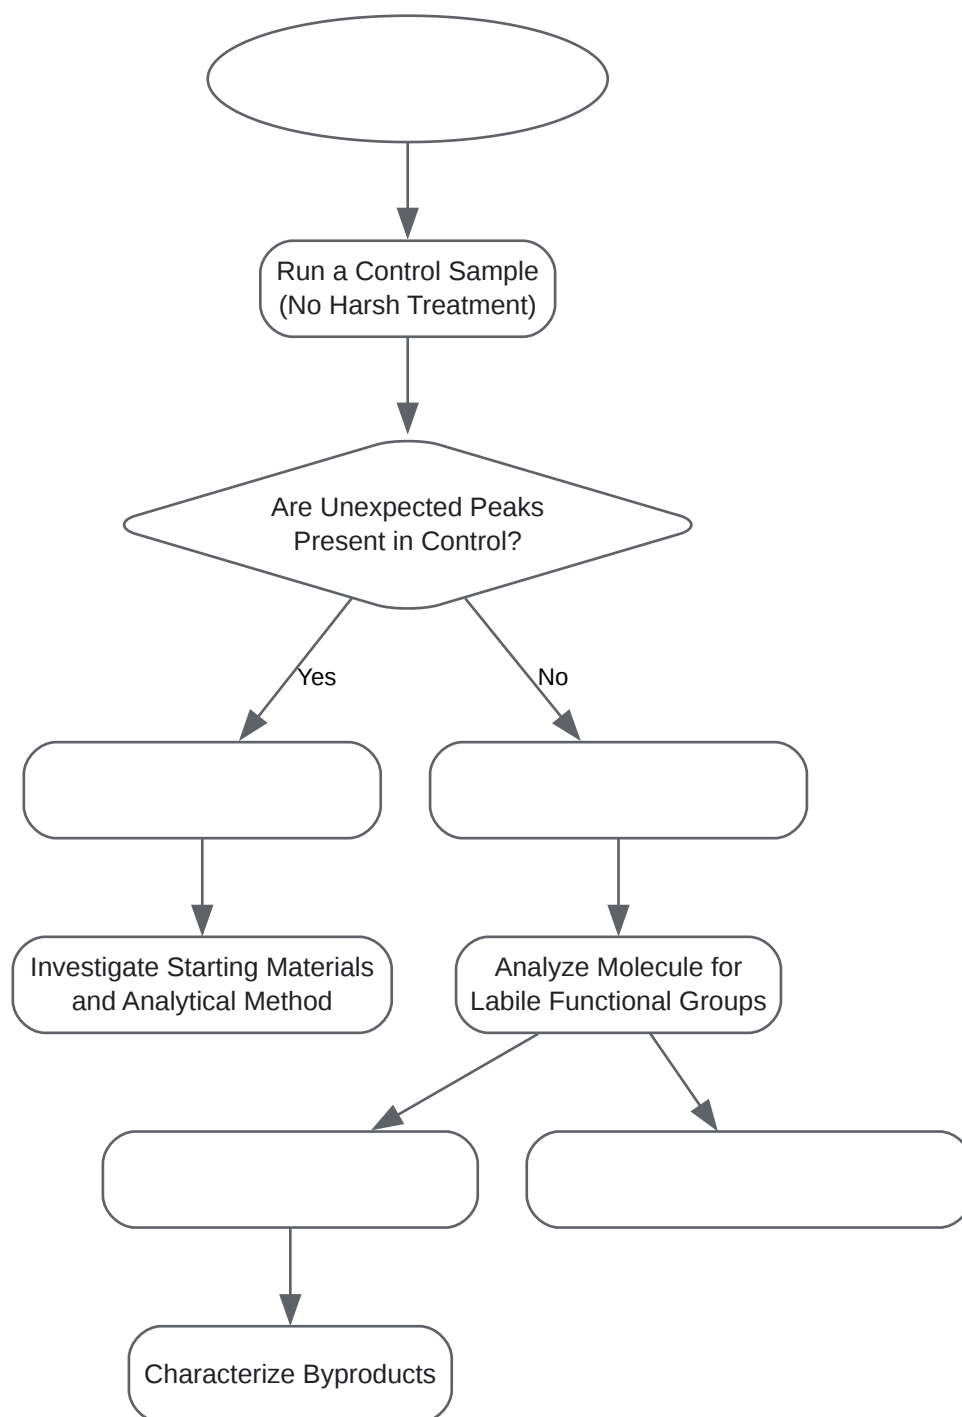 Run a Control Sample
(No Harsh Treatment)
Are Unexpected Peaks
Present in Control?
Yes
No
Investigate Starting Materials
and Analytical Method
Analyze Molecule for
Labile Functional Groups
Characterize Byproducts